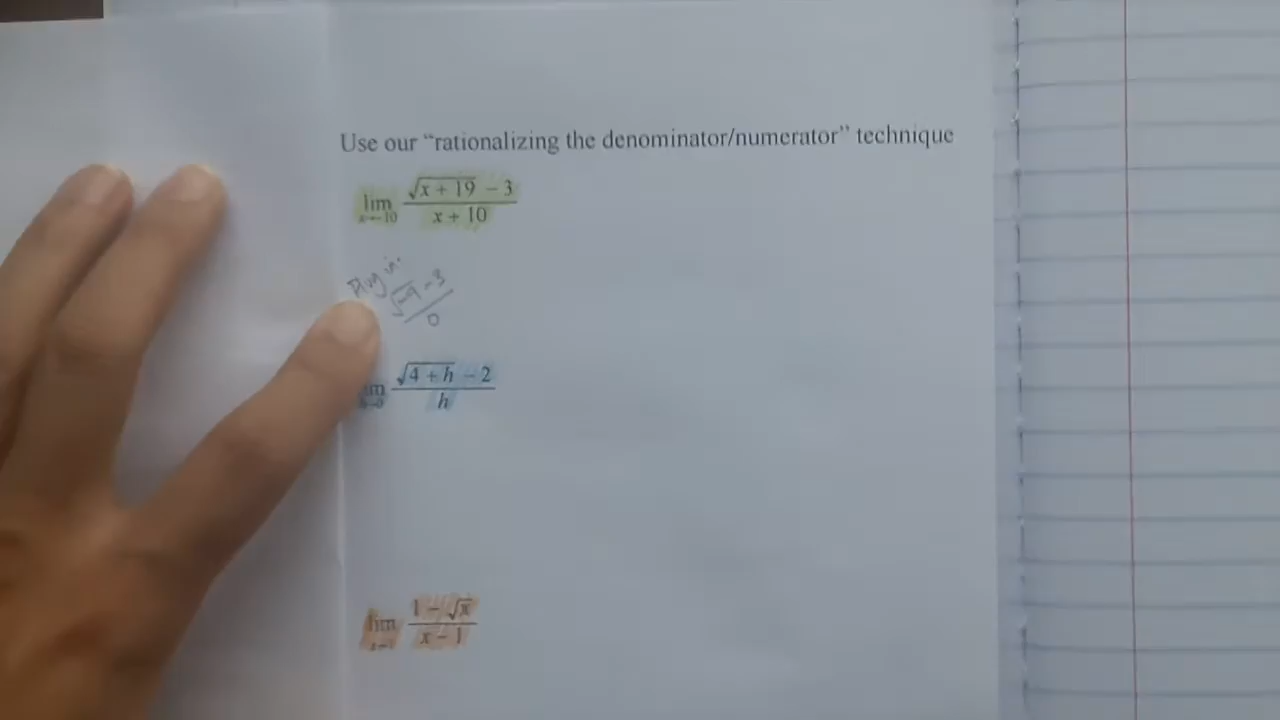 Use our “rationalizing the denominator/numerator” technique
lim x→-10 (√(x + 19) − 3)/(x + 10)
Plug in:
√9 − 3
0
(√(4 + h) − 2)/h
lim (1 − √x)/(x − 1)